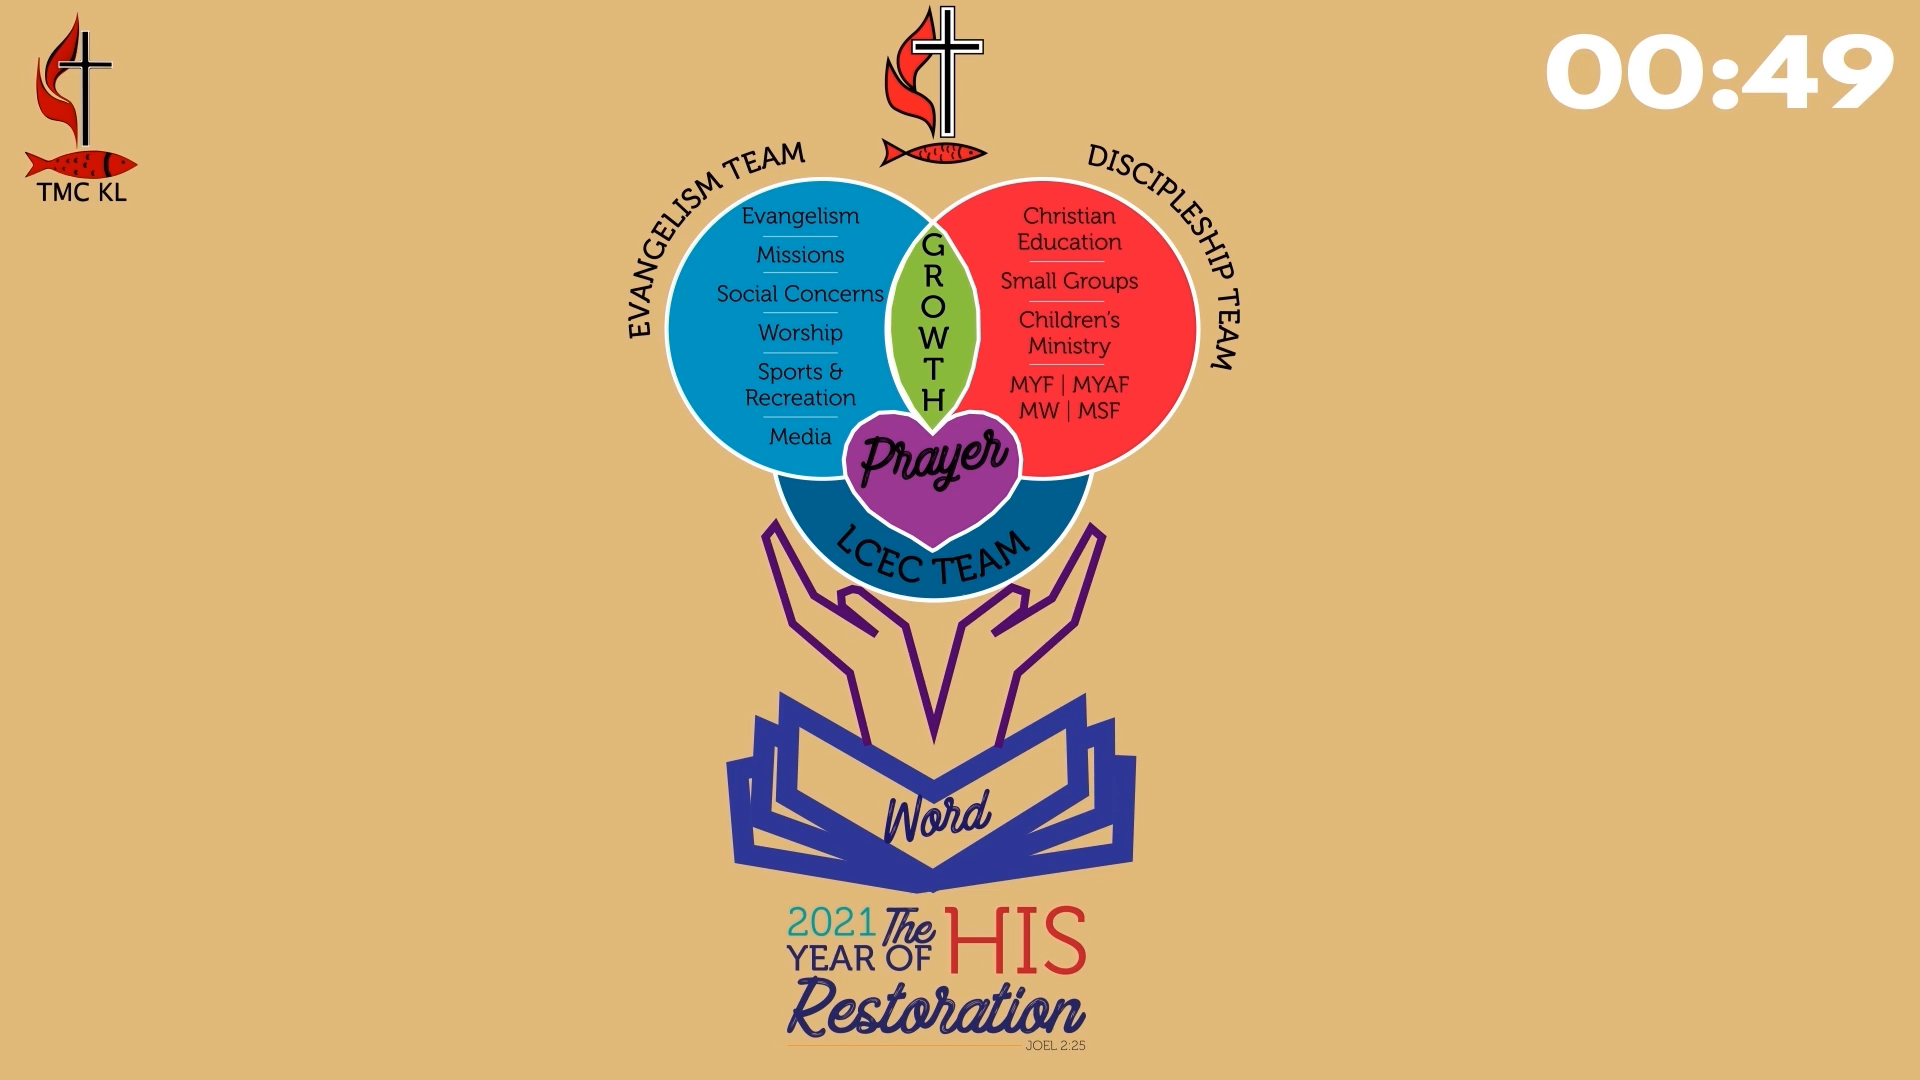 TMC KL
00:49
EVANGELISM TEAM
DISCIPLESHIP TEAM
Evangelism
Missions
Social Concerns
Worship
Sports &
Recreation
Media
GROWTH
Christian
Education
Small Groups
Children's
Ministry
MYF | MYAF
MW | MSF
Prayer
LCEC TEAM
Word
2021 The
YEAR OF HIS
Restoration
JOEL 2:25